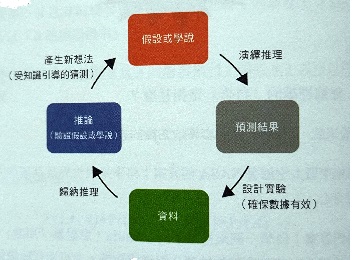 假設或學說
演繹推理
預測結果
設計實驗
(確保數據有效)
資料
歸納推理
推論
(驗證假設或學說)
產生新想法
(受知識引導的猜測)